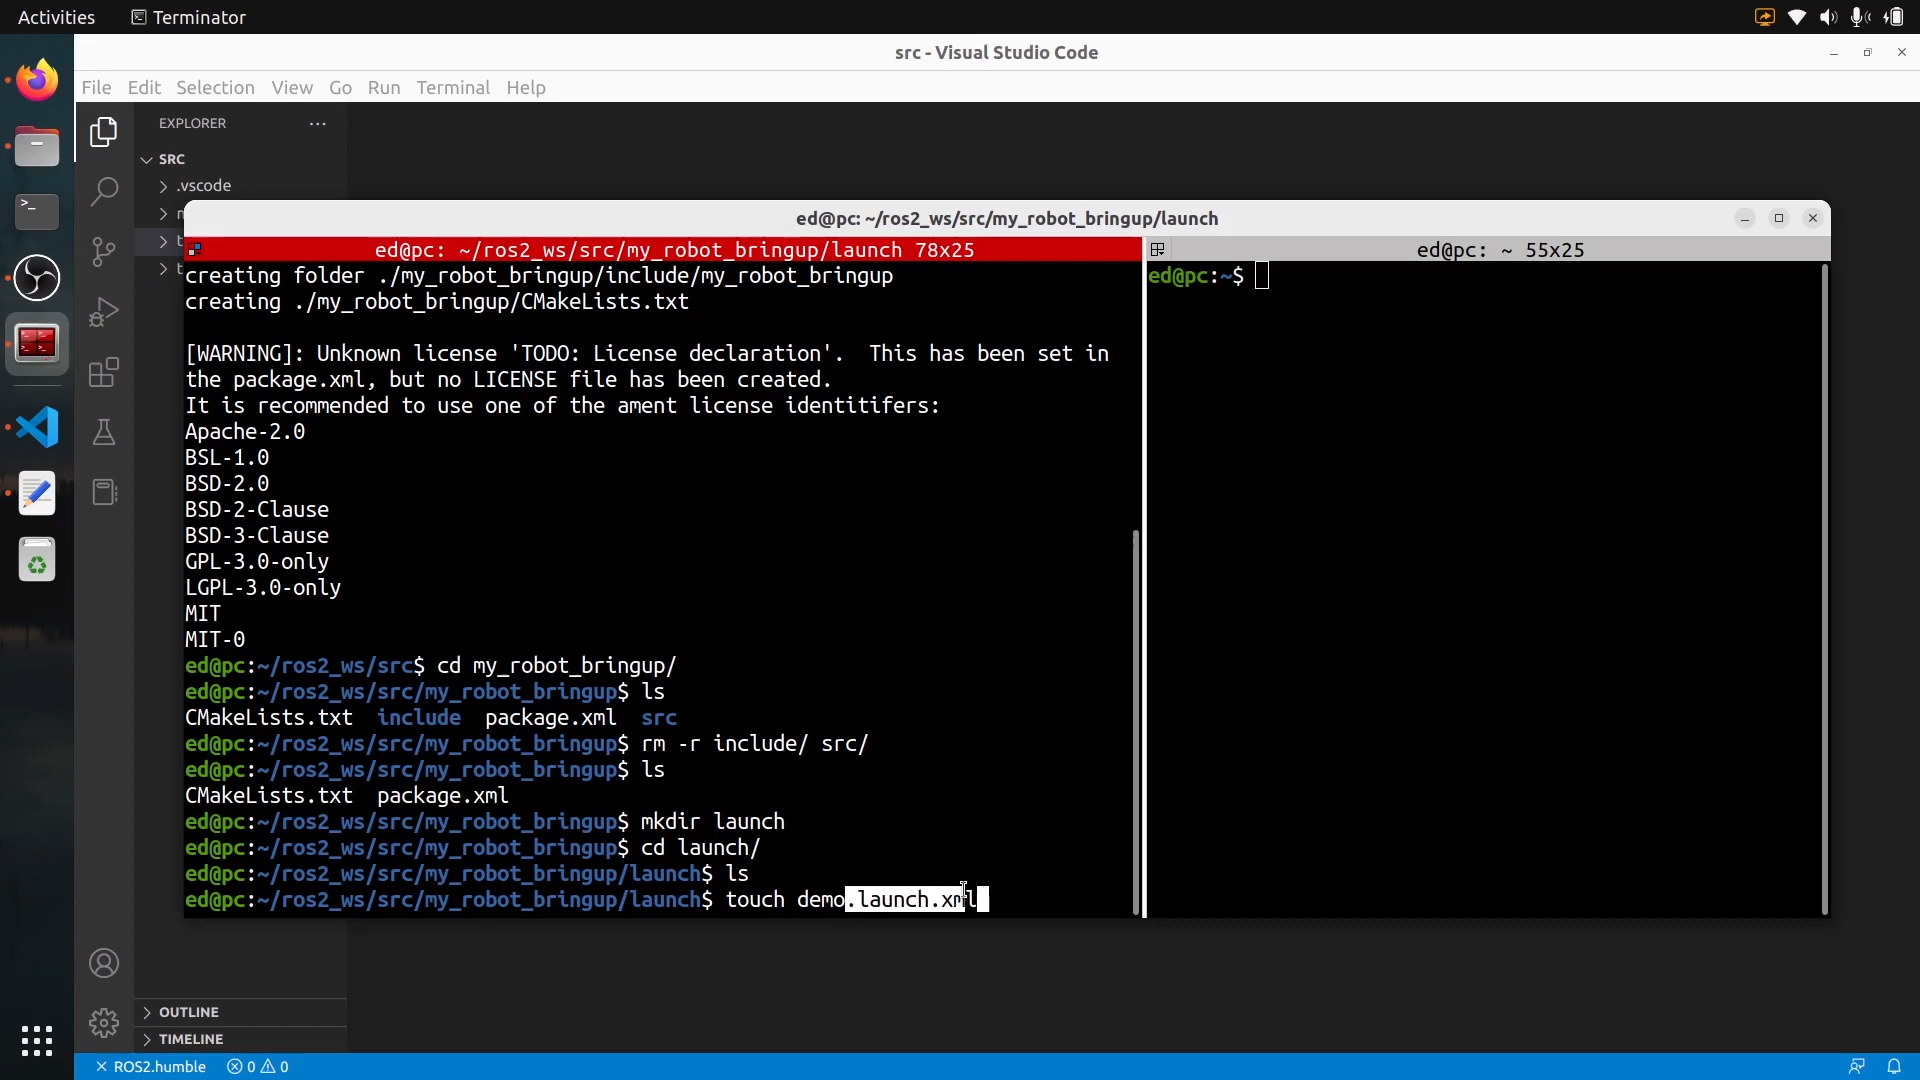 Activities
Terminator
src - Visual Studio Code
File Edit Selection View Go Run Terminal Help
EXPLORER
SRC
.vscode
ed@pc: ~/ros2_ws/src/my_robot_bringup/launch
ed@pc: ~/ros2_ws/src/my_robot_bringup/launch 78x25
creating folder ./my_robot_bringup/include/my_robot_bringup
creating ./my_robot_bringup/CMakeLists.txt
[WARNING]: Unknown license 'TODO: License declaration'.  This has been set in
the package.xml, but no LICENSE file has been created.
It is recommended to use one of the ament license identitifers:
Apache-2.0
BSL-1.0
BSD-2.0
BSD-2-Clause
BSD-3-Clause
GPL-3.0-only
LGPL-3.0-only
MIT
MIT-0
ed@pc:~/ros2_ws/src$ cd my_robot_bringup/
ed@pc:~/ros2_ws/src/my_robot_bringup$ ls
CMakeLists.txt  include  package.xml  src
ed@pc:~/ros2_ws/src/my_robot_bringup$ rm -r include/ src/
ed@pc:~/ros2_ws/src/my_robot_bringup$ ls
CMakeLists.txt  package.xml
ed@pc:~/ros2_ws/src/my_robot_bringup$ mkdir launch
ed@pc:~/ros2_ws/src/my_robot_bringup$ cd launch/
ed@pc:~/ros2_ws/src/my_robot_bringup/launch$ ls
ed@pc:~/ros2_ws/src/my_robot_bringup/launch$ touch demo.launch.xml
ed@pc: ~ 55x25
ed@pc:~$
OUTLINE
TIMELINE
ROS2.humble
0
0